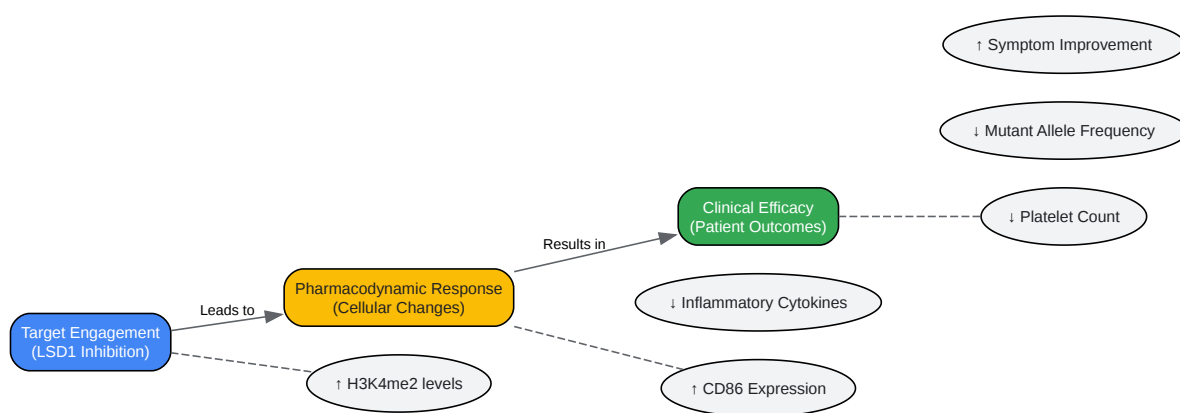 ↑ Symptom Improvement
↓ Mutant Allele Frequency
Clinical Efficacy
(Patient Outcomes)
↓ Platelet Count
Results in
Pharmacodynamic Response
(Cellular Changes)
↓ Inflammatory Cytokines
Leads to
Target Engagement
(LSD1 Inhibition)
↑ H3K4me2 levels
↑ CD86 Expression